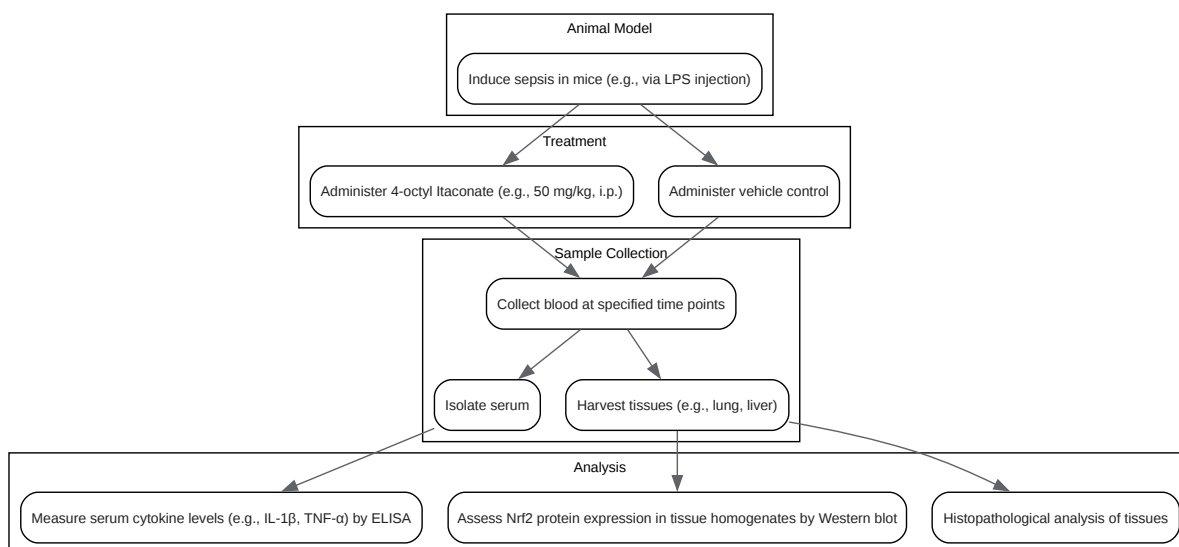 Animal Model
Induce sepsis in mice (e.g., via LPS injection)
Treatment
Administer 4-octyl Itaconate (e.g., 50 mg/kg, i.p.)
Administer vehicle control
Sample Collection
Collect blood at specified time points
Isolate serum
Harvest tissues (e.g., lung, liver)
Analysis
Measure serum cytokine levels (e.g., IL-1β, TNF-α) by ELISA
Assess Nrf2 protein expression in tissue homogenates by Western blot
Histopathological analysis of tissues